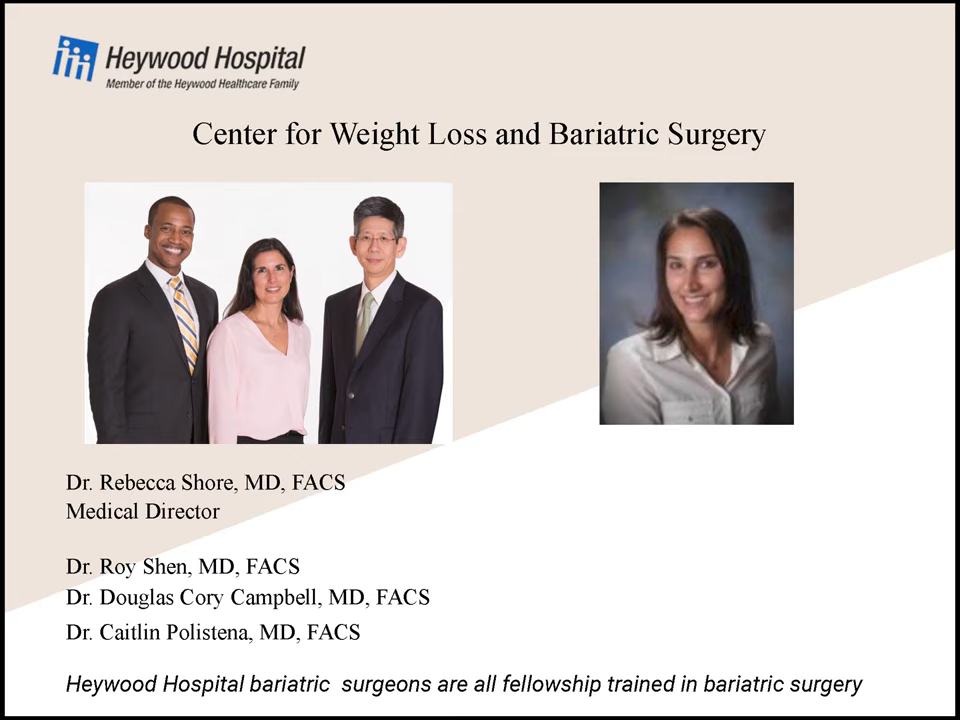 Heywood Hospital
Member of the Heywood Healthcare Family
Center for Weight Loss and Bariatric Surgery
Dr. Rebecca Shore, MD, FACS
Medical Director
Dr. Roy Shen, MD, FACS
Dr. Douglas Cory Campbell, MD, FACS
Dr. Caitlin Polistena, MD, FACS
Heywood Hospital bariatric  surgeons are all fellowship trained in bariatric surgery